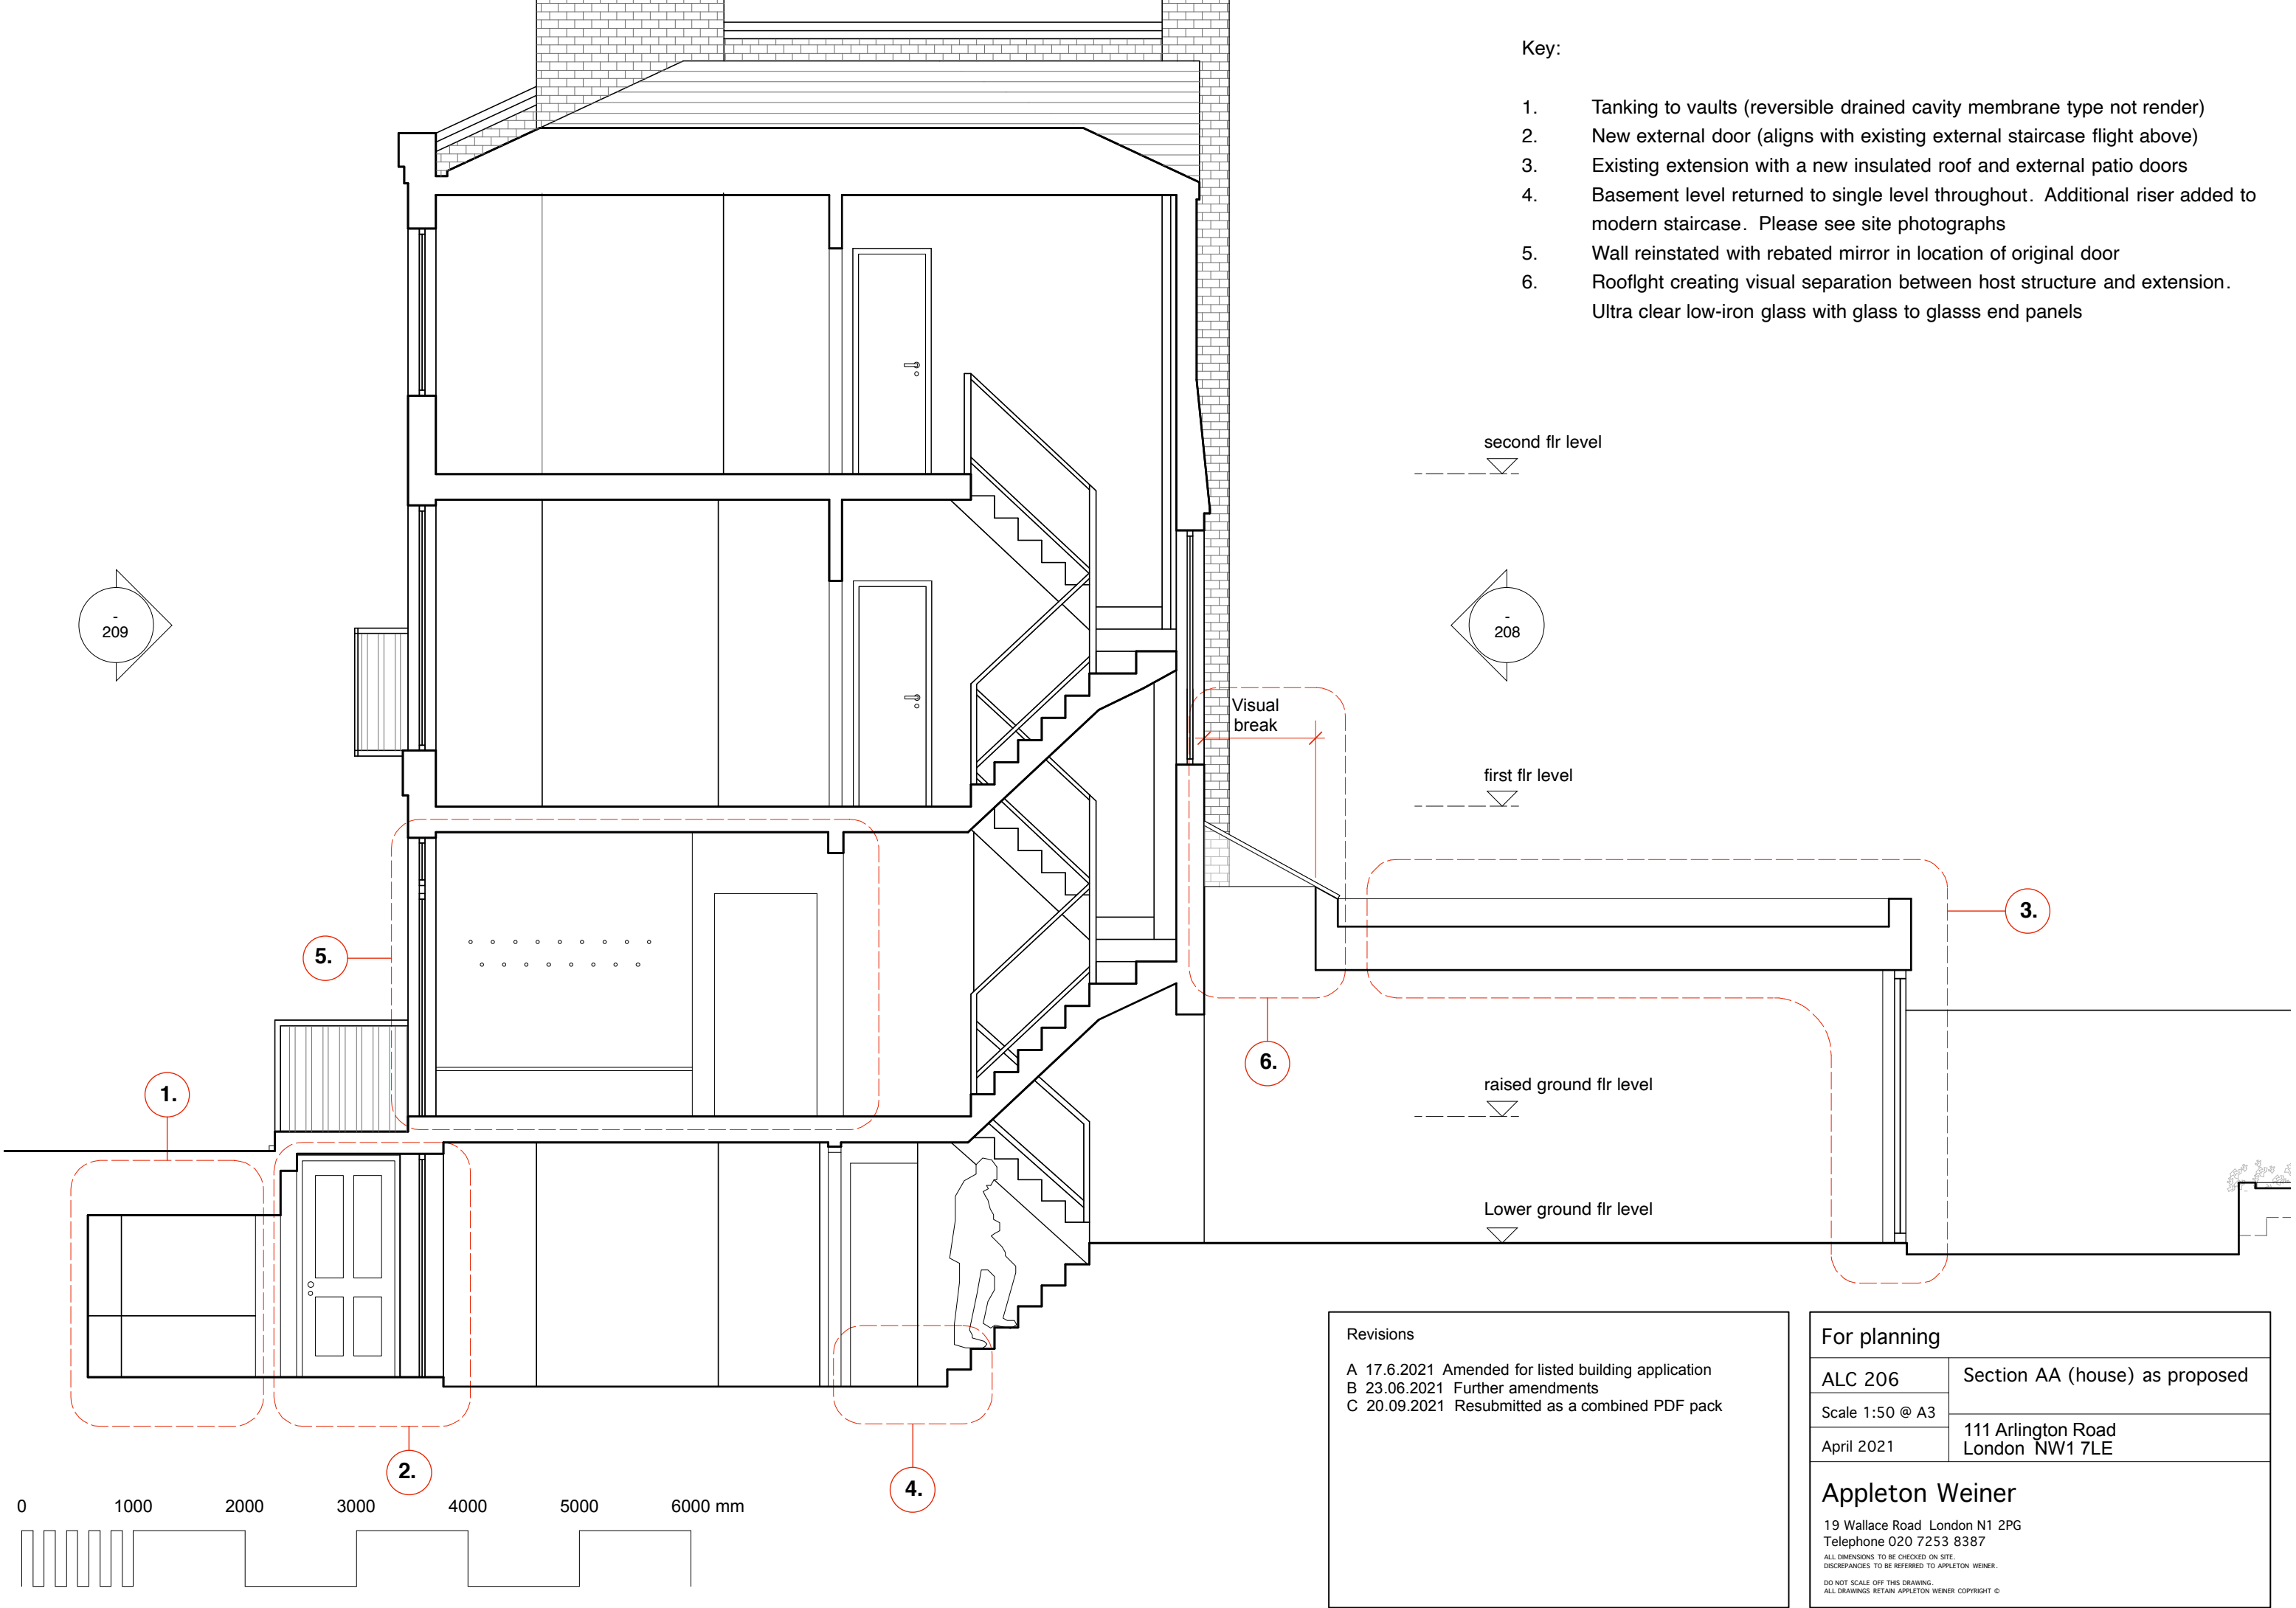 Key:
1. Tanking to vaults (reversible drained cavity membrane type not render)
2. New external door (aligns with existing external staircase flight above)
3. Existing extension with a new insulated roof and external patio doors
4. Basement level returned to single level throughout. Additional riser added to
modern staircase. Please see site photographs
5. Wall reinstated with rebated mirror in location of original door
6. Rooflght creating visual separation between host structure and extension.
Ultra clear low-iron glass with glass to glasss end panels
second flr level
-
209
-
208
Visual
break
first flr level
3.
5.
6.
1.
raised ground flr level
Lower ground flr level
2.
4.
0 1000 2000 3000 4000 5000 6000 mm
Revisions
A 17.6.2021 Amended for listed building application
B 23.06.2021 Further amendments
C 20.09.2021 Resubmitted as a combined PDF pack
For planning
ALC 206
Section AA (house) as proposed
Scale 1:50 @ A3
April 2021
111 Arlington Road
London NW1 7LE
Appleton Weiner
19 Wallace Road London N1 2PG
Telephone 020 7253 8387
ALL DIMENSIONS TO BE CHECKED ON SITE.
DISCREPANCIES TO BE REFERRED TO APPLETON WEINER.
DO NOT SCALE OFF THIS DRAWING.
ALL DRAWINGS RETAIN APPLETON WEINER COPYRIGHT ©